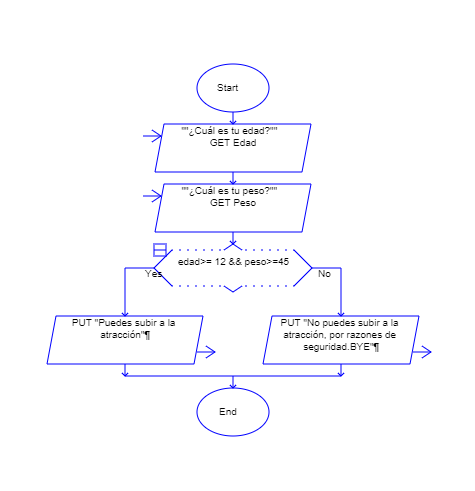 Start
""¿Cuál es tu edad?""
GET Edad
""¿Cuál es tu peso?""
GET Peso
edad>= 12 && peso>=45
Yes
No
PUT "Puedes subir a la
atracción"¶
PUT "No puedes subir a la
atracción, por razones de
seguridad.BYE"¶
End